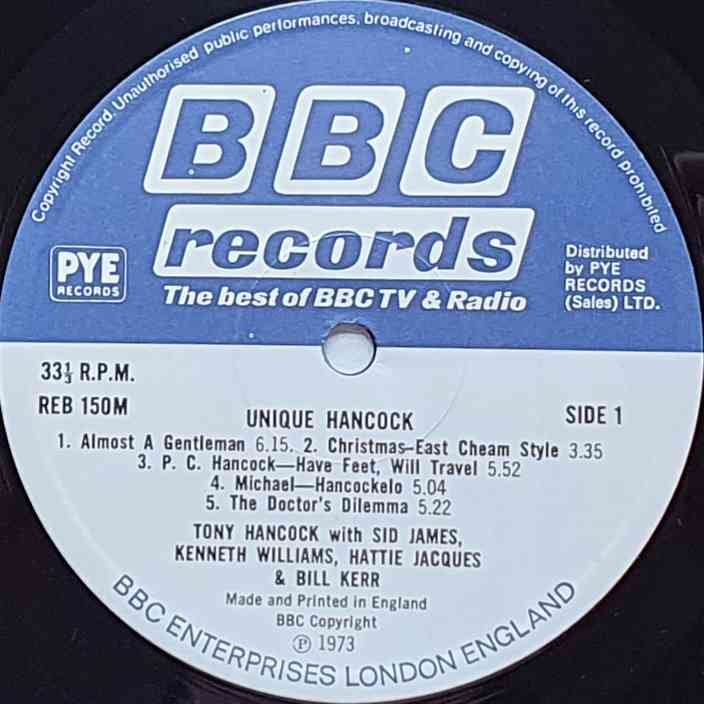 Copyright Record. Unauthorised public performances. broadcasting and copying of this record prohibited
BBC
records
The best of BBC TV & Radio
PYE
RECORDS
Distributed
by PYE
RECORDS
(Sales) LTD.
33⅓ R.P.M.
REB 150M
SIDE 1
UNIQUE HANCOCK
1. Almost A Gentleman 6.15. 2. Christmas—East Cheam Style 3.35
3. P. C. Hancock—Have Feet, Will Travel 5.52
4. Michael—Hancockelo 5.04
5. The Doctor's Dilemma 5.22
TONY HANCOCK with SID JAMES,
KENNETH WILLIAMS, HATTIE JACQUES
& BILL KERR
Made and Printed in England
BBC Copyright
℗ 1973
BBC ENTERPRISES LONDON ENGLAND